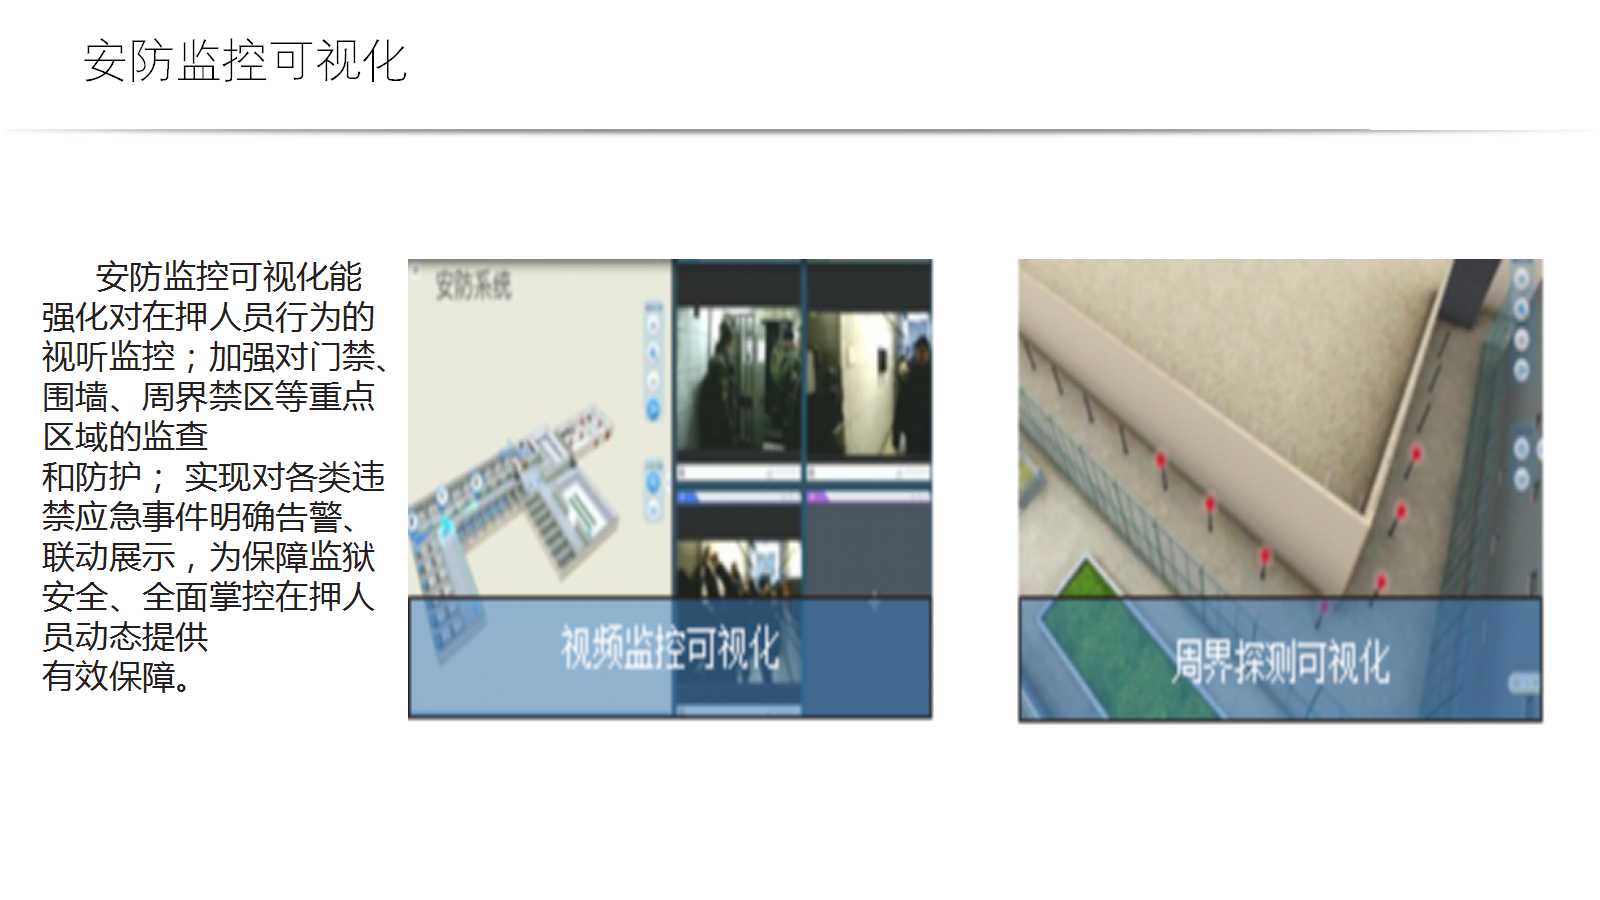 安防监控可视化
安防监控可视化能
强化对在押人员行为的
视听监控；加强对门禁、
围墙、周界禁区等重点
区域的监查
和防护； 实现对各类违
禁应急事件明确告警、
联动展示，为保障监狱
安全、全面掌控在押人
员动态提供
有效保障。
安防系统
视频监控可视化
周界探测可视化